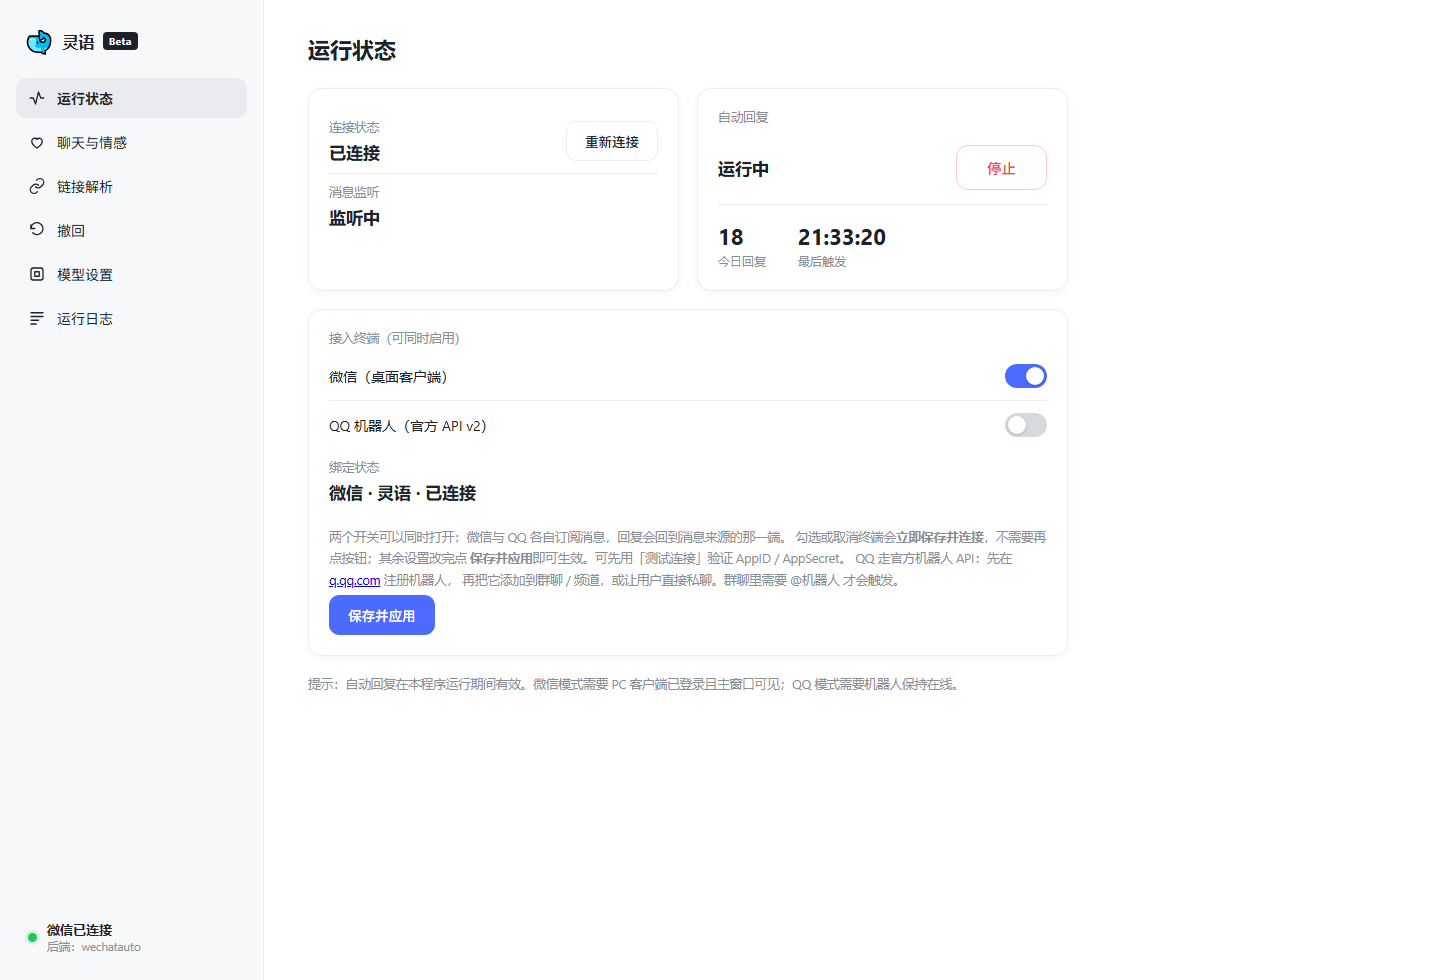 灵语 Beta
运行状态
聊天与情感
链接解析
撤回
模型设置
运行日志
微信已连接
后端：wechatauto
运行状态
连接状态
已连接
重新连接
消息监听
监听中
自动回复
运行中
停止
18
今日回复
21:33:20
最后触发
接入终端（可同时启用）
微信（桌面客户端）
QQ 机器人（官方 API v2）
绑定状态
微信 · 灵语 · 已连接
两个开关可以同时打开：微信与 QQ 各自订阅消息，回复会回到消息来源的那一端。 勾选或取消终端会立即保存并连接，不需要再
点按钮；其余设置改完点 保存并应用即可生效。可先用「测试连接」验证 AppID / AppSecret。 QQ 走官方机器人 API：先在
q.qq.com 注册机器人， 再把它添加到群聊 / 频道，或让用户直接私聊。群聊里需要 @机器人 才会触发。
保存并应用
提示：自动回复在本程序运行期间有效。微信模式需要 PC 客户端已登录且主窗口可见；QQ 模式需要机器人保持在线。